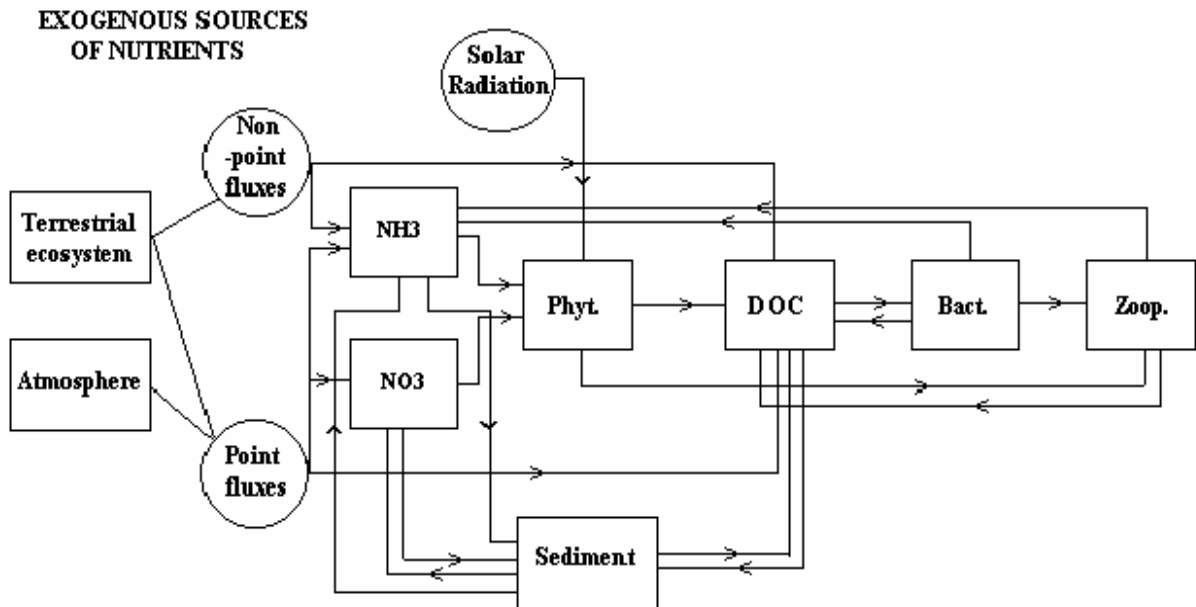 EXOGENOUS SOURCES
OF NUTRIENTS
Solar
Radiation
Non
-point
fluxes
Terrestrial
ecosystem
NH3
Phyt.
DOC
Bact.
Zoop.
Atmosphere
NO3
Point
fluxes
Sediment